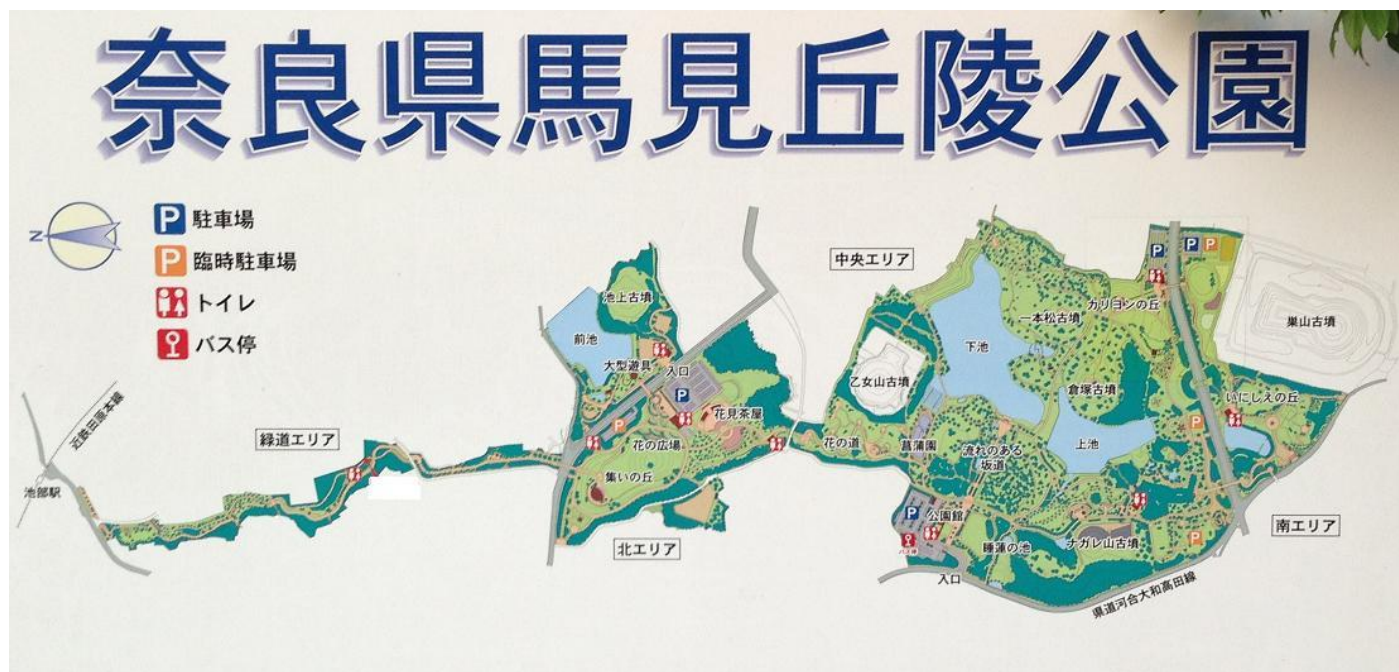 奈良県馬見丘陵公園
N
P 駐車場
P 臨時駐車場
トイレ
バス停
中央エリア
池上古墳
前池
大型遊具
入口
P
花見茶屋
P
花の広場
集いの丘
北エリア
緑道エリア
近鉄田原本線
池部駅
P P P
カリヨンの丘
一本松古墳
下池
巣山古墳
乙女山古墳
倉塚古墳
いにしえの丘
花の道
菖蒲園
流れのある
坂道
上池
P
P
公園館
バス停
睡蓮の池
ナガレ山古墳
P
南エリア
入口
県道河合大和高田線